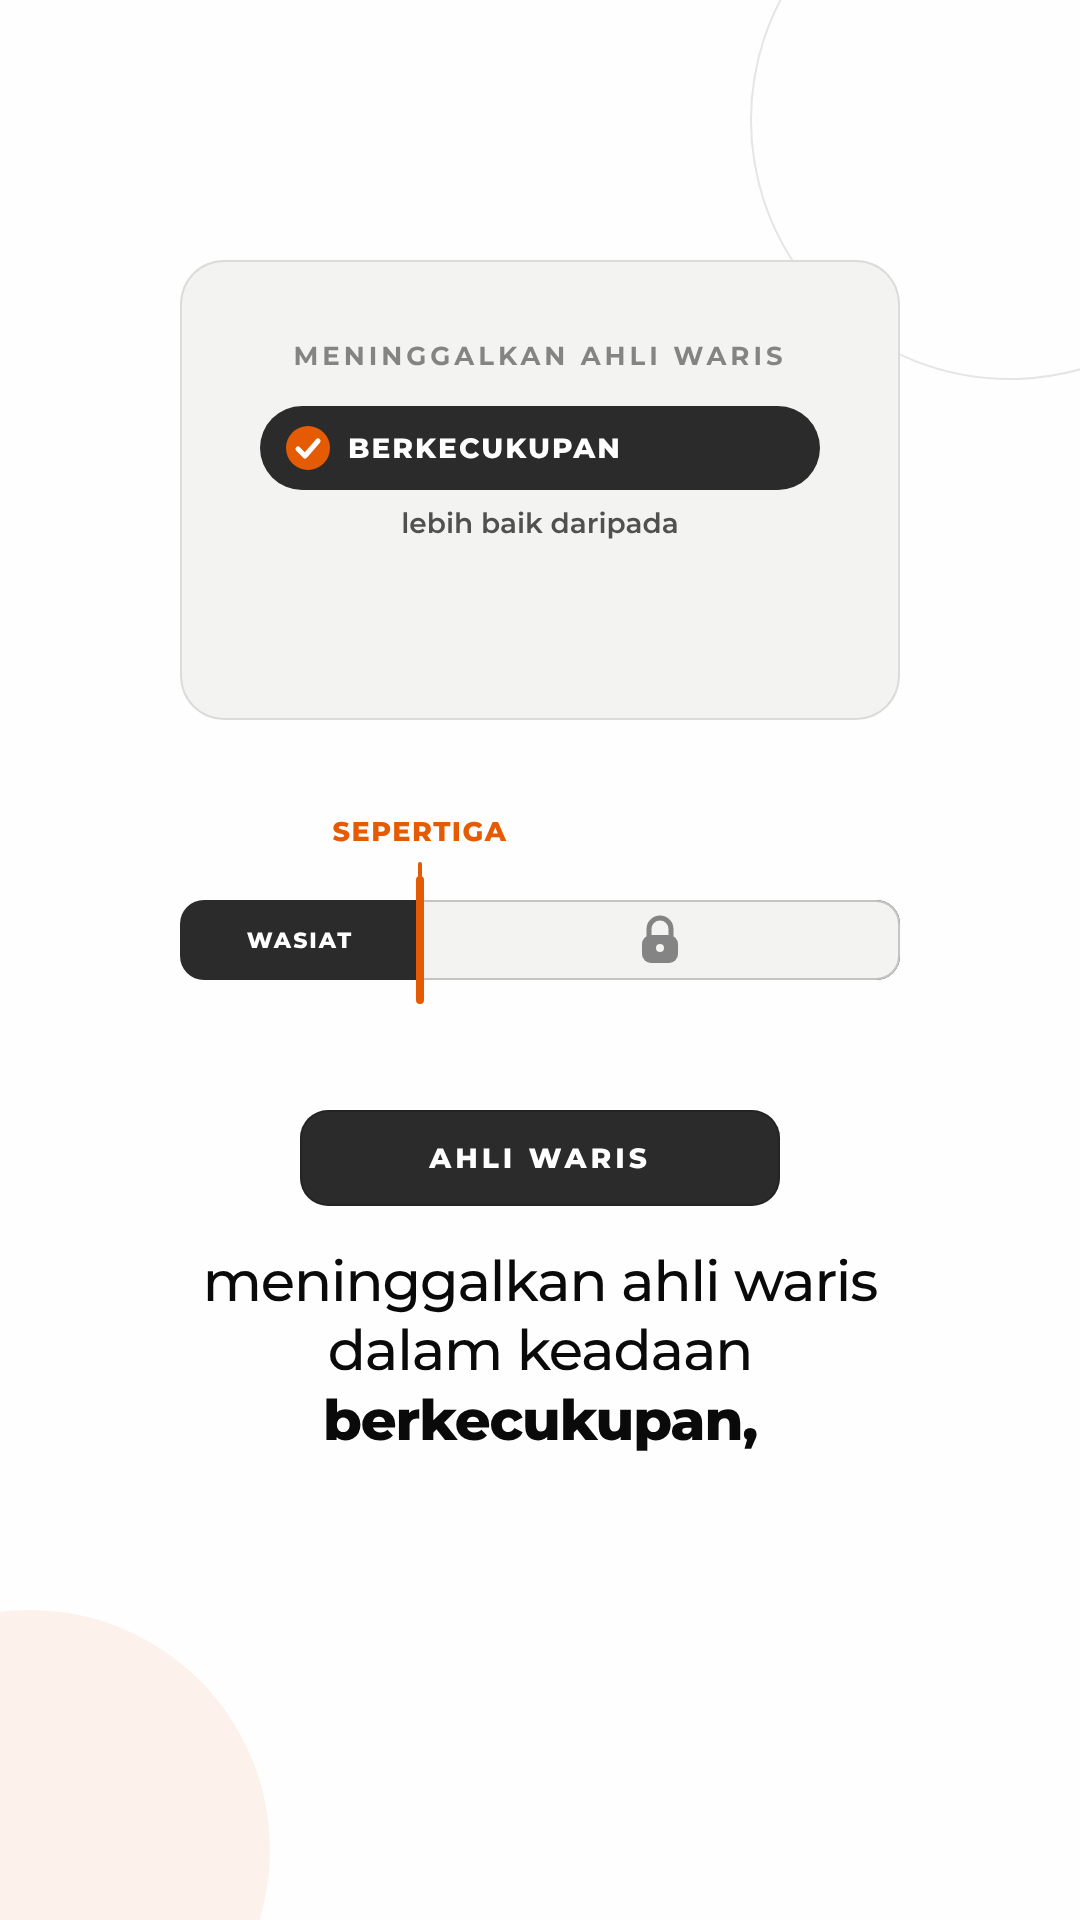 MENINGGALKAN AHLI WARIS
BERKECUKUPAN
lebih baik daripada
SEPERTIGA
WASIAT
AHLI WARIS
meninggalkan ahli waris
dalam keadaan
berkecukupan,